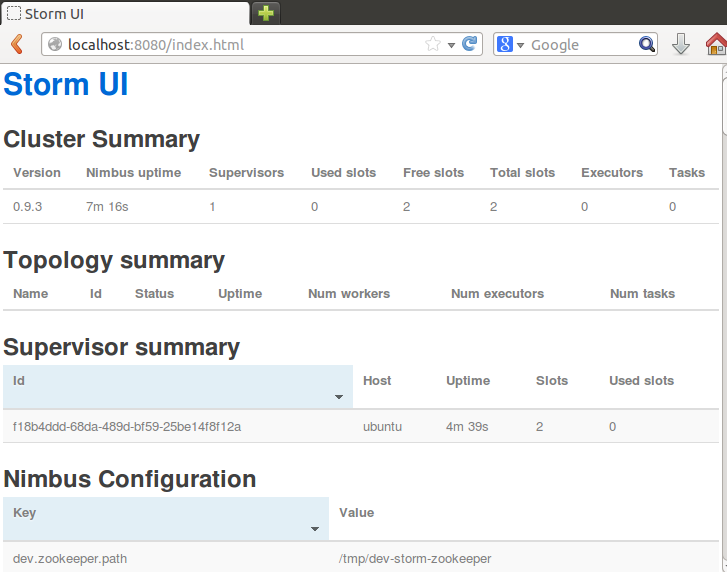 Storm UI
localhost:8080/index.html
Google
Storm UI
Cluster Summary
Version Nimbus uptime Supervisors Used slots Free slots Total slots Executors Tasks
0.9.3 7m 16s 1 0 2 2 0 0
Topology summary
Name Id Status Uptime Num workers Num executors Num tasks
Supervisor summary
Id Host Uptime Slots Used slots
f18b4ddd-68da-489d-bf59-25be14f8f12a ubuntu 4m 39s 2 0
Nimbus Configuration
Key Value
dev.zookeeper.path /tmp/dev-storm-zookeeper